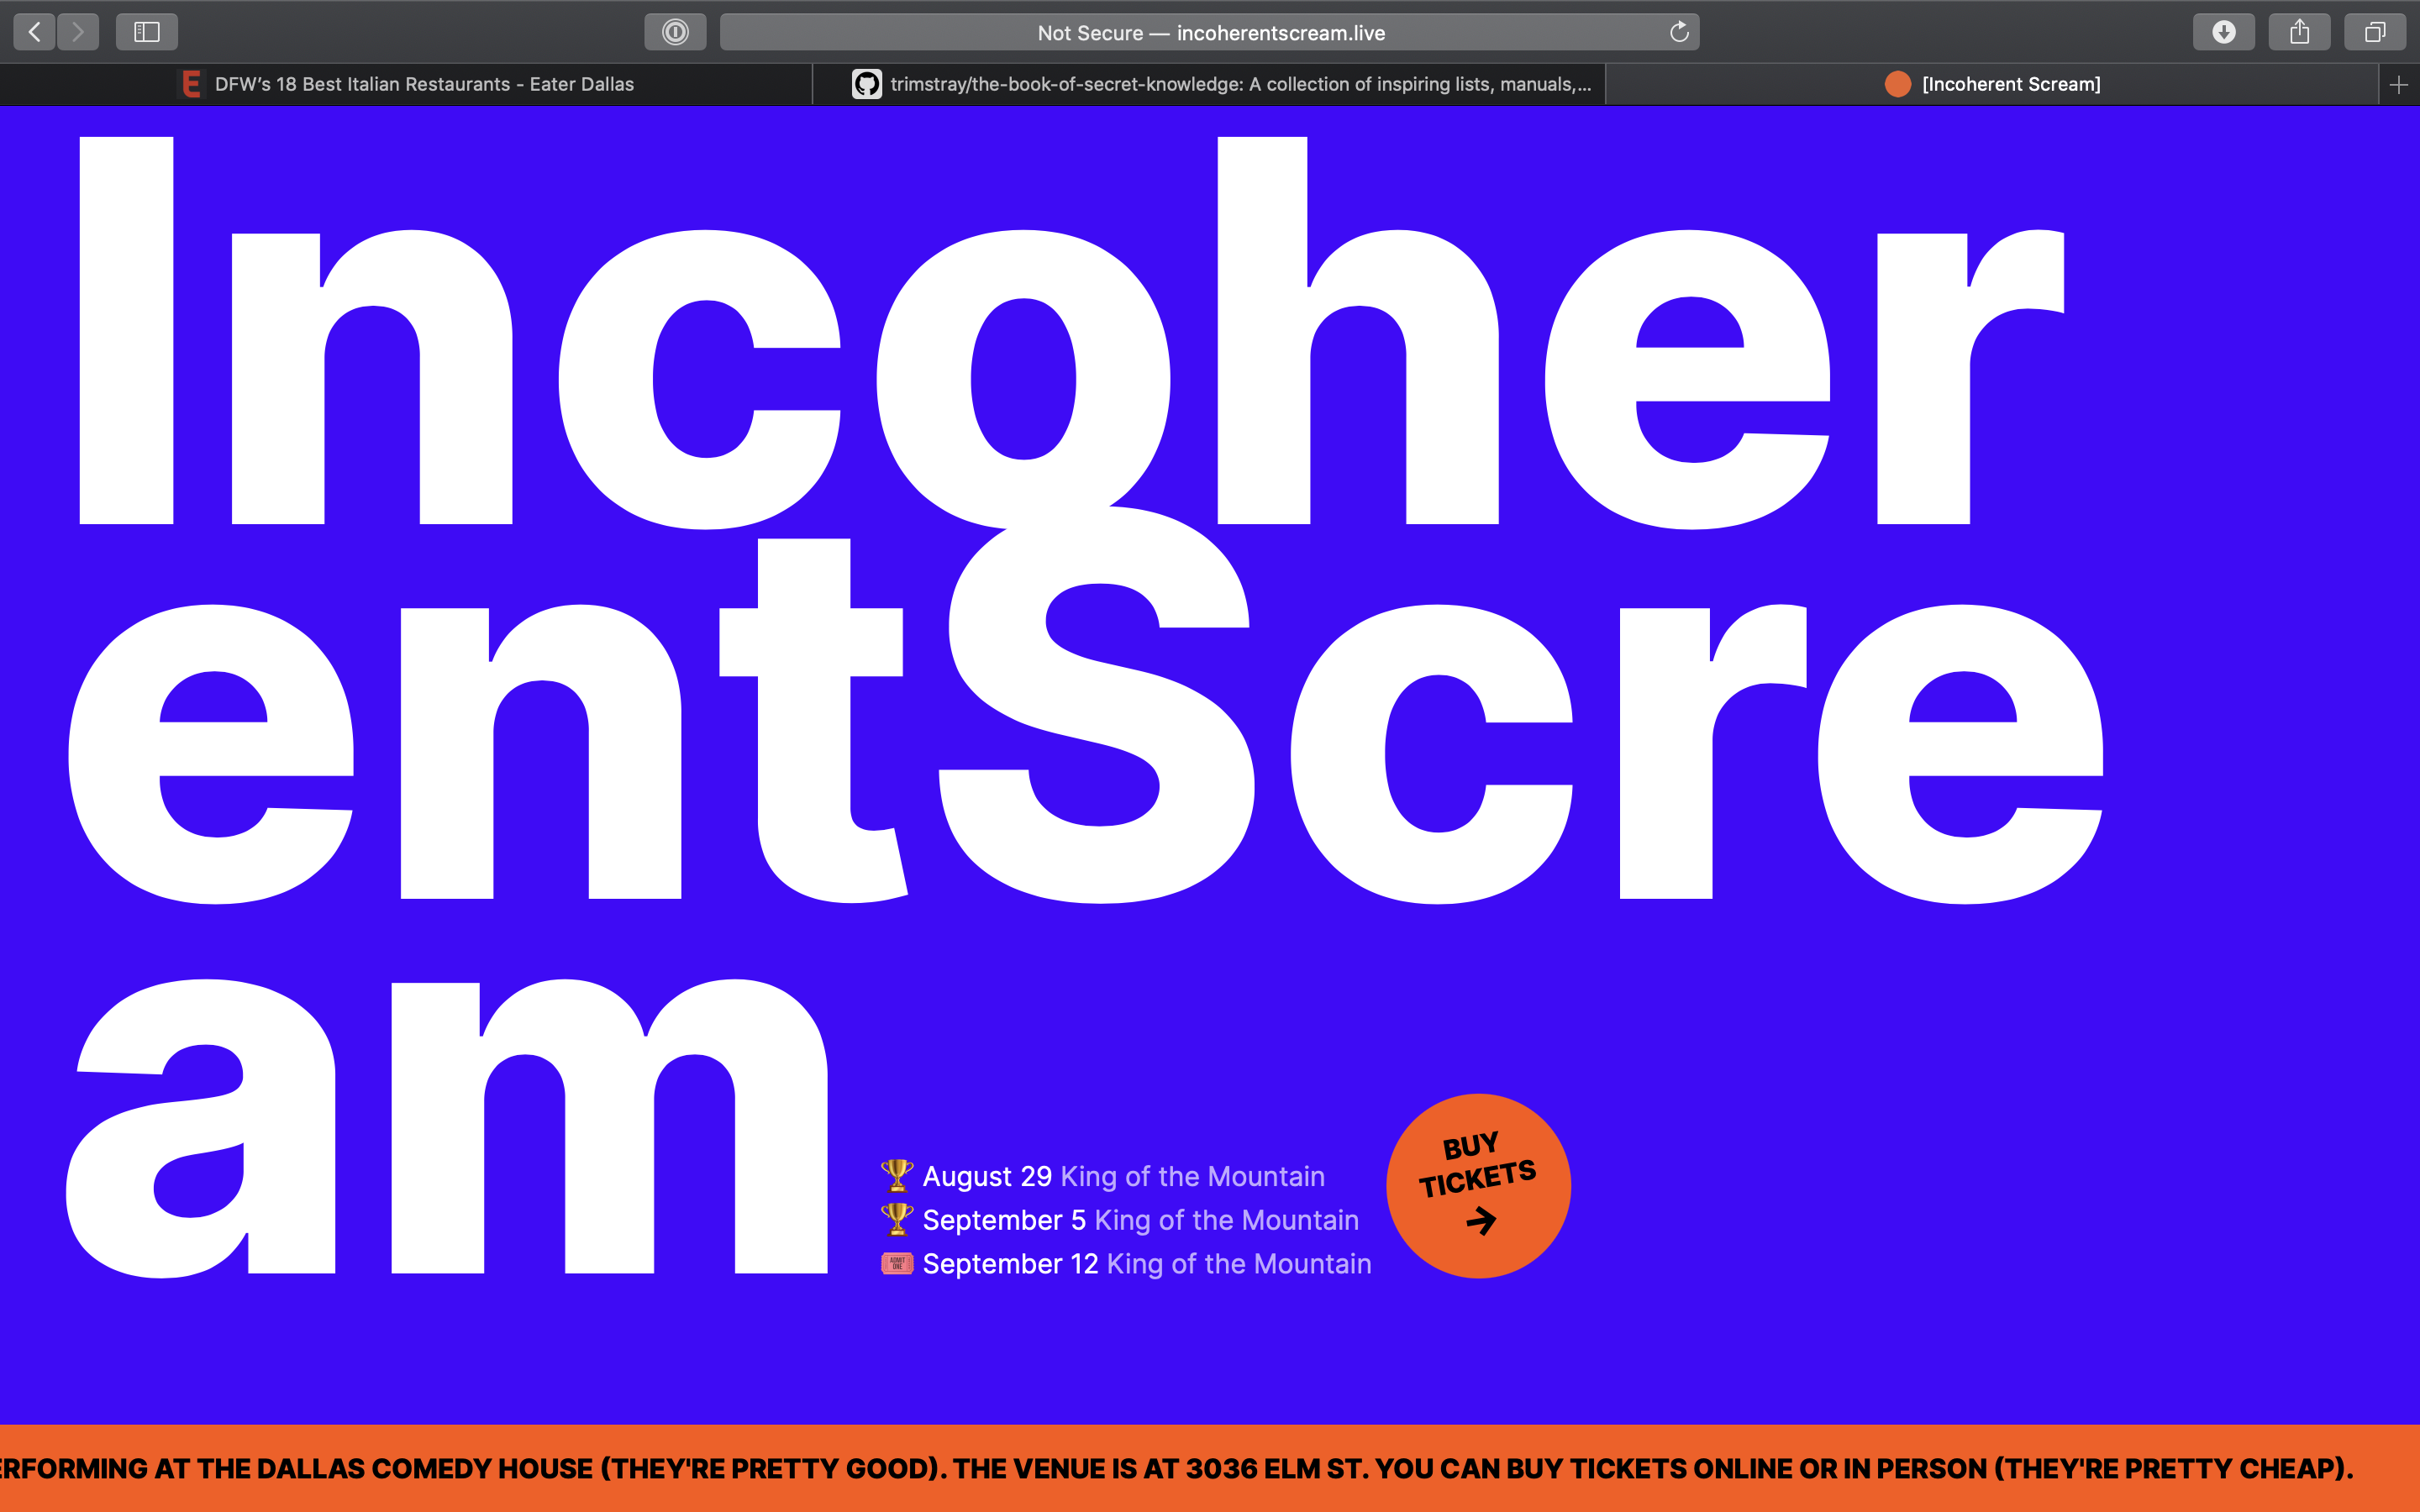 Not Secure — incoherentscream.live
DFW’s 18 Best Italian Restaurants - Eater Dallas
trimstray/the-book-of-secret-knowledge: A collection of inspiring lists, manuals,...
[Incoherent Scream]
Incoher
entScre
am
August 29 King of the Mountain
September 5 King of the Mountain
September 12 King of the Mountain
BUY
TICKETS
→
ERFORMING AT THE DALLAS COMEDY HOUSE (THEY'RE PRETTY GOOD). THE VENUE IS AT 3036 ELM ST. YOU CAN BUY TICKETS ONLINE OR IN PERSON (THEY'RE PRETTY CHEAP).